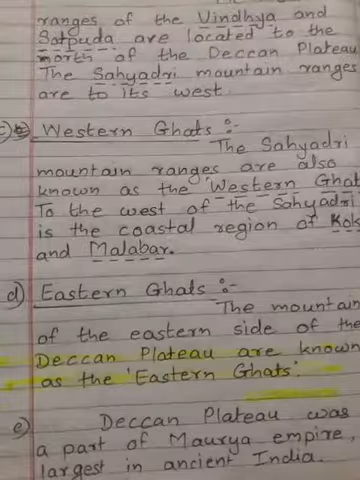 ranges of the Vindhya and
Satpuda are located to the
north of the Deccan Plateau
The Sahyadri mountain ranges
are to its west.
c) Western Ghats :-
The Sahyadri
mountain ranges are also
known as the 'Western Ghat
To the west of the Sahyadri
is the coastal region of Kok
and Malabar.
d) Eastern Ghats :-
The mountain
of the eastern side of the
Deccan Plateau are known
as the 'Eastern Ghats'.
e) Deccan Plateau was
a part of Maurya empire,
largest in ancient India.